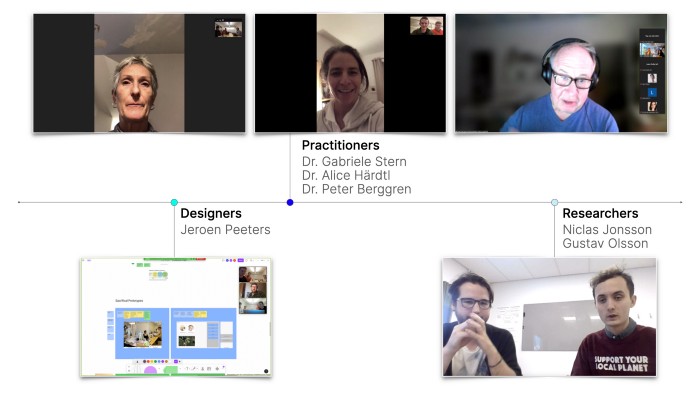 Practitioners
Dr. Gabriele Stern
Dr. Alice Härdtl
Dr. Peter Berggren
Designers
Jeroen Peeters
Researchers
Niclas Jonsson
Gustav Olsson
SUPPORT YOUR
LOCAL PLANET